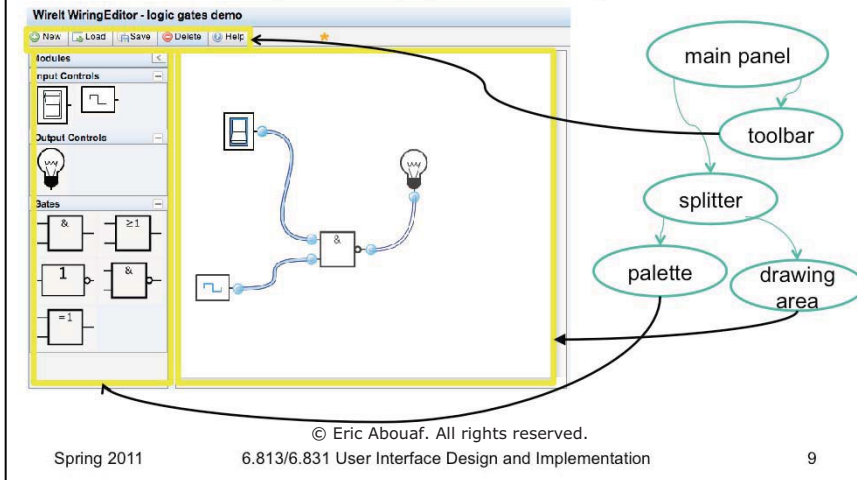 WireIt WiringEditor - logic gates demo
New Load Save Delete Help
Modules <
Input Controls
Output Controls
Gates
& ≥1
1 &
=1
&
main panel
toolbar
splitter
palette
drawing
area
© Eric Abouaf. All rights reserved.
Spring 2011 6.813/6.831 User Interface Design and Implementation 9